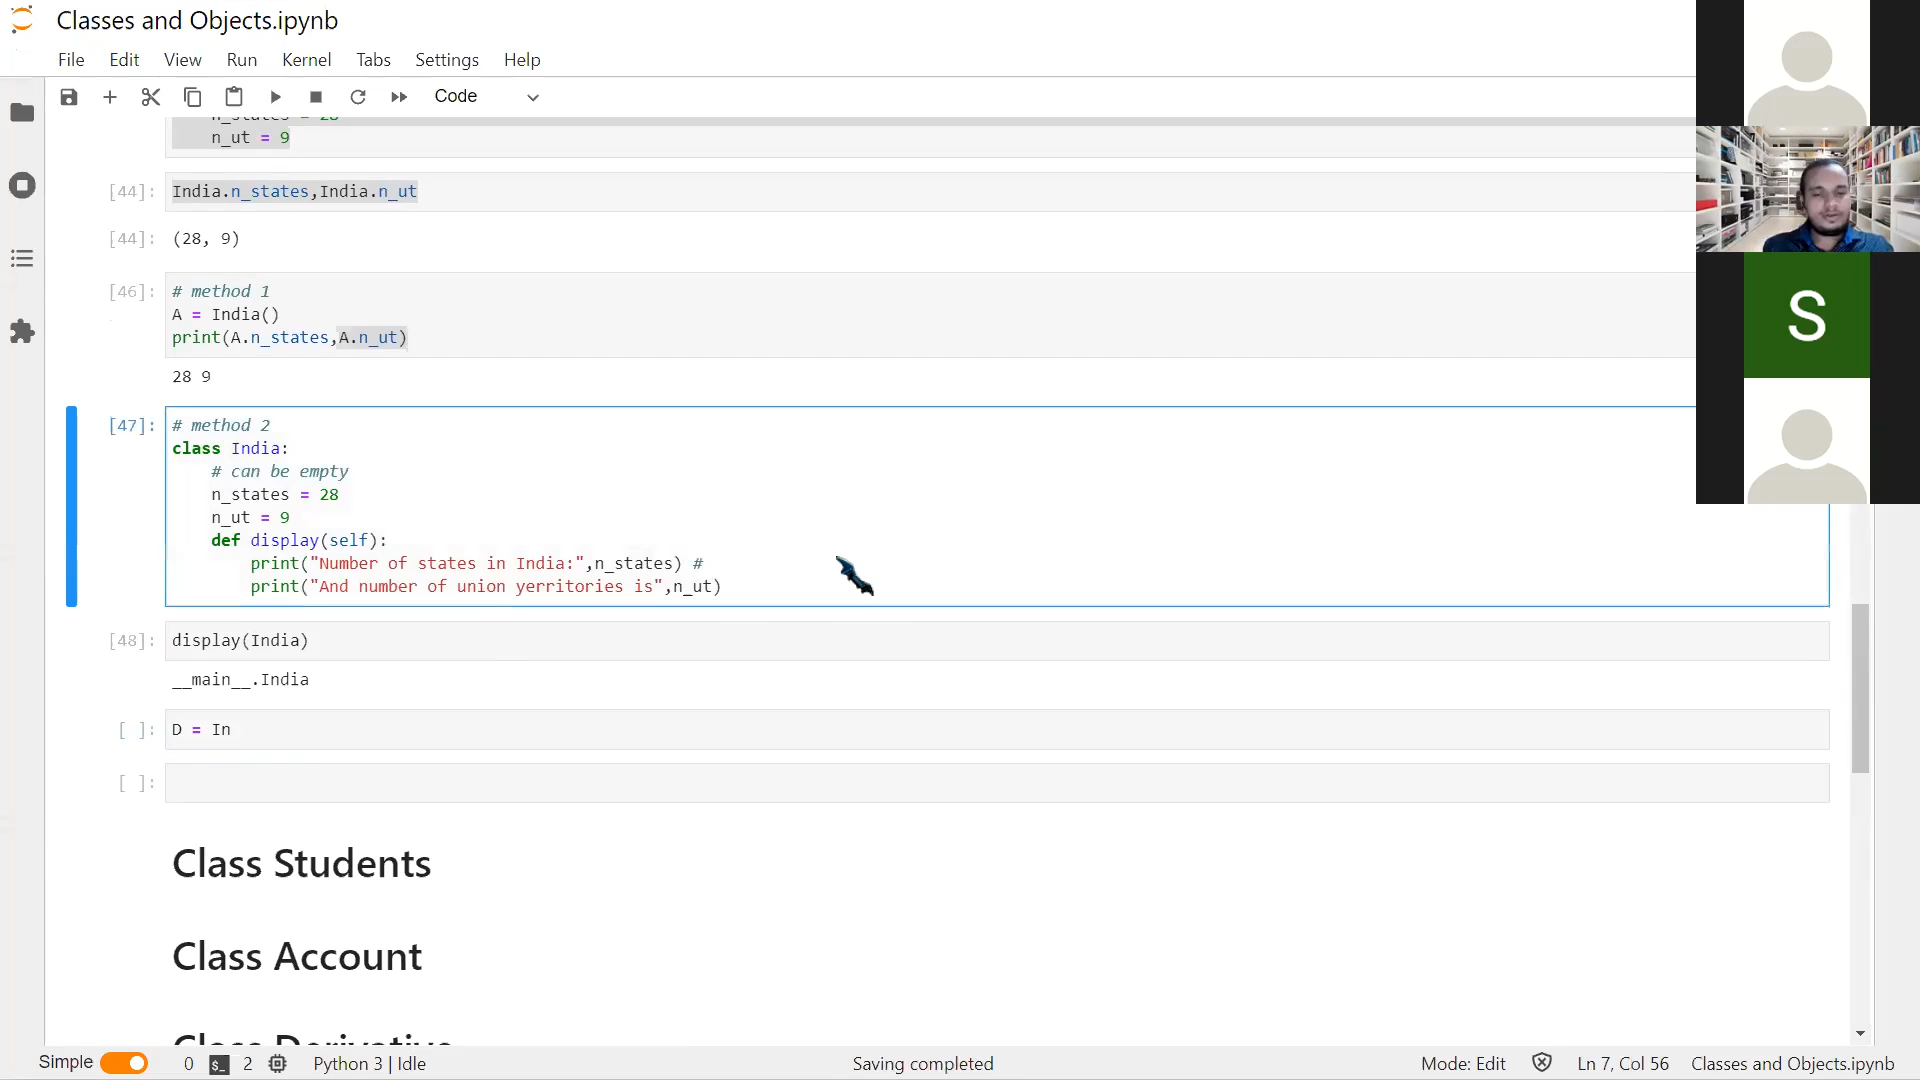 Classes and Objects.ipynb
File Edit View Run Kernel Tabs Settings Help
Code
n_states = 28
n_ut = 9
[44]: India.n_states,India.n_ut
[44]: (28, 9)
[46]: # method 1
A = India()
print(A.n_states,A.n_ut)
28 9
[47]: # method 2
class India:
# can be empty
n_states = 28
n_ut = 9
def display(self):
print("Number of states in India:",n_states) #
print("And number of union yerritories is",n_ut)
[48]: display(India)
__main__.India
[ ]: D = In
[ ]:
Class Students
Class Account
Class Derivative
S
Simple 0 $_ 2 Python 3 | Idle Saving completed Mode: Edit Ln 7, Col 56 Classes and Objects.ipynb